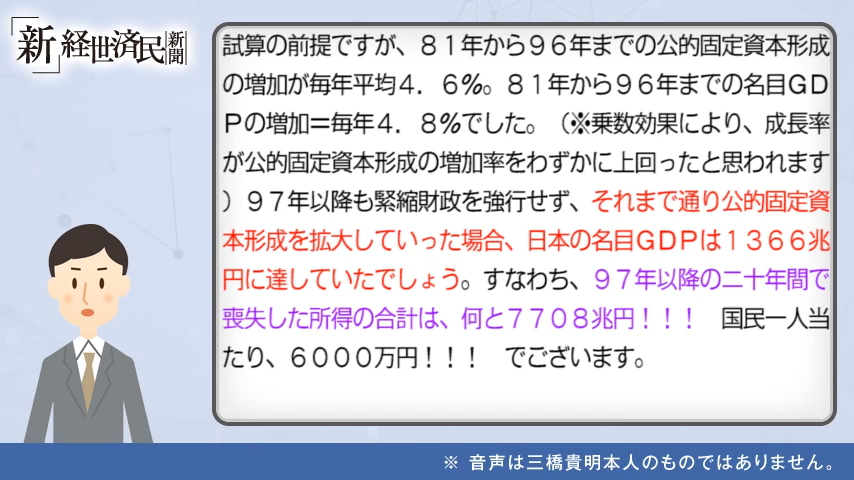 「新」経世済民新聞
試算の前提ですが、８１年から９６年までの公的固定資本形成
の増加が毎年平均４．６%。８１年から９６年までの名目ＧＤ
Ｐの増加＝毎年４．８%でした。（※乗数効果により、成長率
が公的固定資本形成の増加率をわずかに上回ったと思われます
）９７年以降も緊縮財政を強行せず、それまで通り公的固定資
本形成を拡大していった場合、日本の名目ＧＤＰは１３６６兆
円に達していたでしょう。すなわち、９７年以降の二十年間で
喪失した所得の合計は、何と７７０８兆円！！！　国民一人当
たり、６０００万円！！！　でございます。
※ 音声は三橋貴明本人のものではありません。